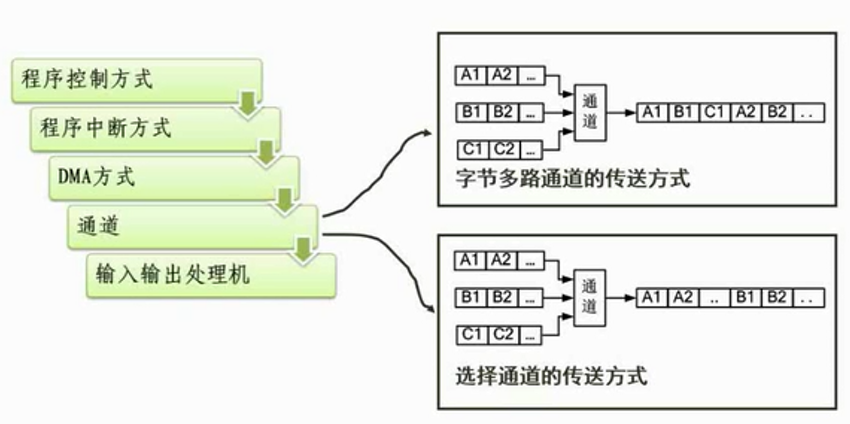 程序控制方式
程序中断方式
DMA方式
通道
输入输出处理机
A1 A2 ...
B1 B2 ...
C1 C2 ...
通道
A1 B1 C1 A2 B2 ..
字节多路通道的传送方式
A1 A2 ...
B1 B2 ...
C1 C2 ...
通道
A1 A2 .. B1 B2 ..
选择通道的传送方式